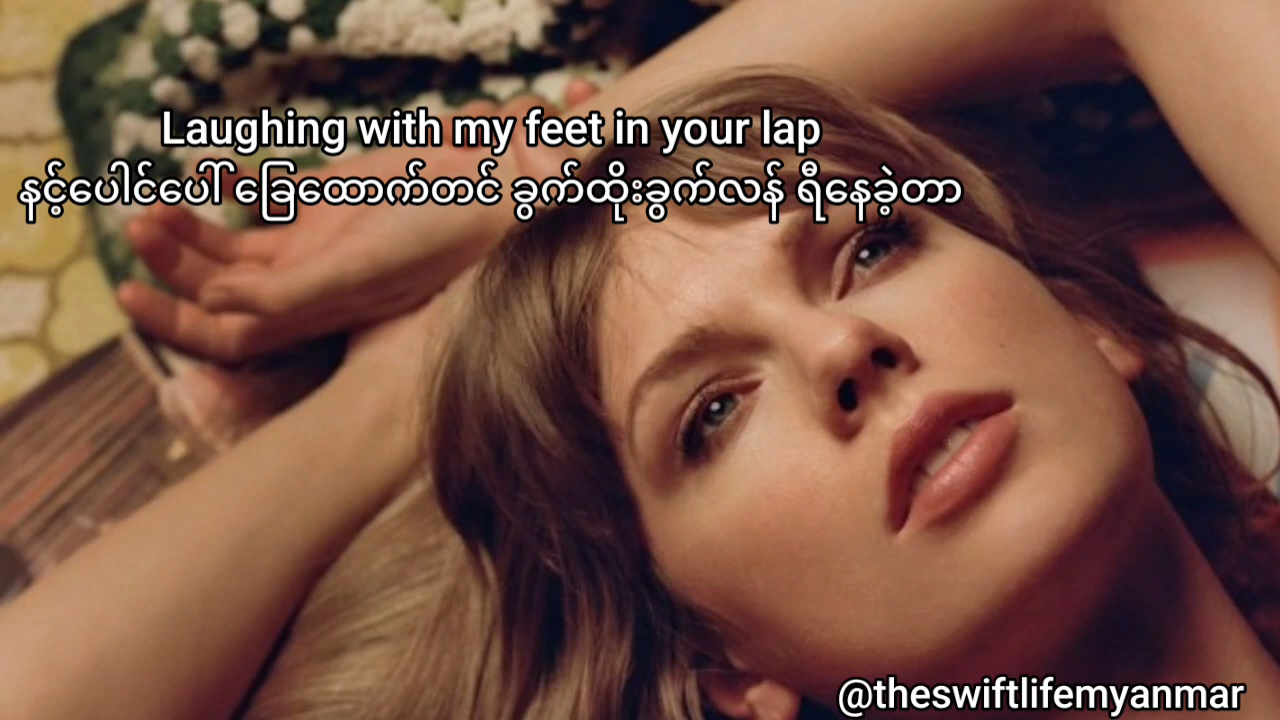 Laughing with my feet in your lap
နင့်ပေါင်ပေါ် ခြေထောက်တင် ခွက်ထိုးခွက်လန် ရီနေခဲ့တာ
@theswiftlifemyanmar